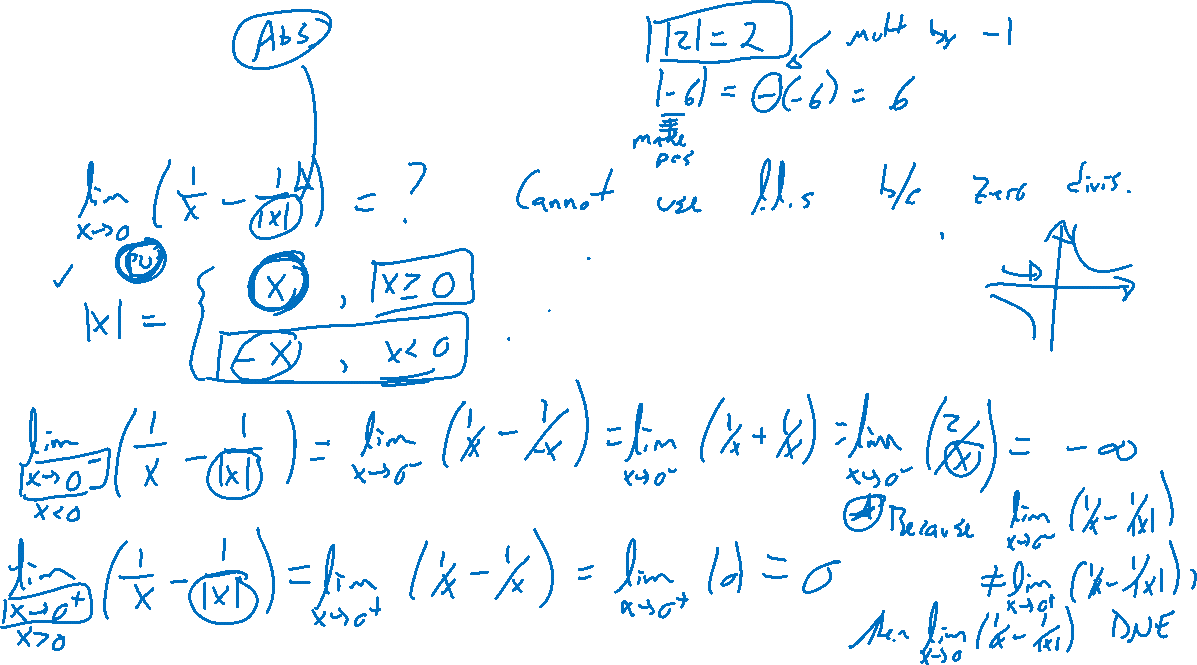 Abs
|2| = 2
mult by -1
|-6| = -(-6) = 6
make pos
lim x→0 (1/x - 1/|x|) = ? Cannot use l.l.s b/c zero divis.
|x| = { x, x ≥ 0
-x, x < 0
lim x→0⁻ (1/x - 1/|x|) = lim x→0⁻ (1/x - 1/-x) = lim x→0⁻ (1/x + 1/x) = lim x→0⁻ (2/x) = -∞
x<0
lim x→0⁺ (1/x - 1/|x|) = lim x→0⁺ (1/x - 1/x) = lim x→0⁺ (0) = 0
x>0
Because lim x→0⁻ (1/x - 1/|x|)
≠ lim x→0⁺ (1/x - 1/|x|),
then lim x→0 (1/x - 1/|x|) DNE